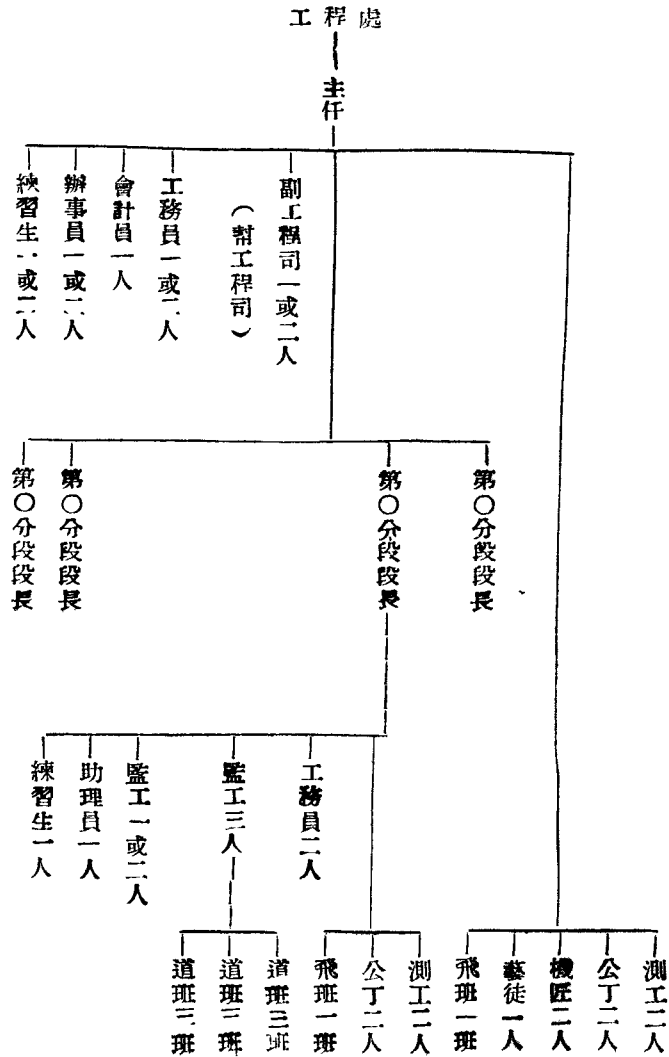 工程處
主任
副工程司一或二人
（幫工程司）
工務員一或二人
會計員一人
辦事員一或二人
練習生一或二人
第〇分段段長
第〇分段段長
第〇分段段長
第〇分段段長
工務員二人
監工三人
監工一或二人
助理員一人
練習生一人
測工二人
公丁二人
機匠二人
藝徒一人
飛班一班
測工二人
公丁二人
飛班一班
道班三班
道班三班
道班三班